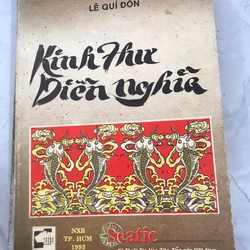 LÊ QUÍ ĐÔN
Kinh Thư
Diễn Nghĩa
NXB
TP. HCM
1993
Seatic